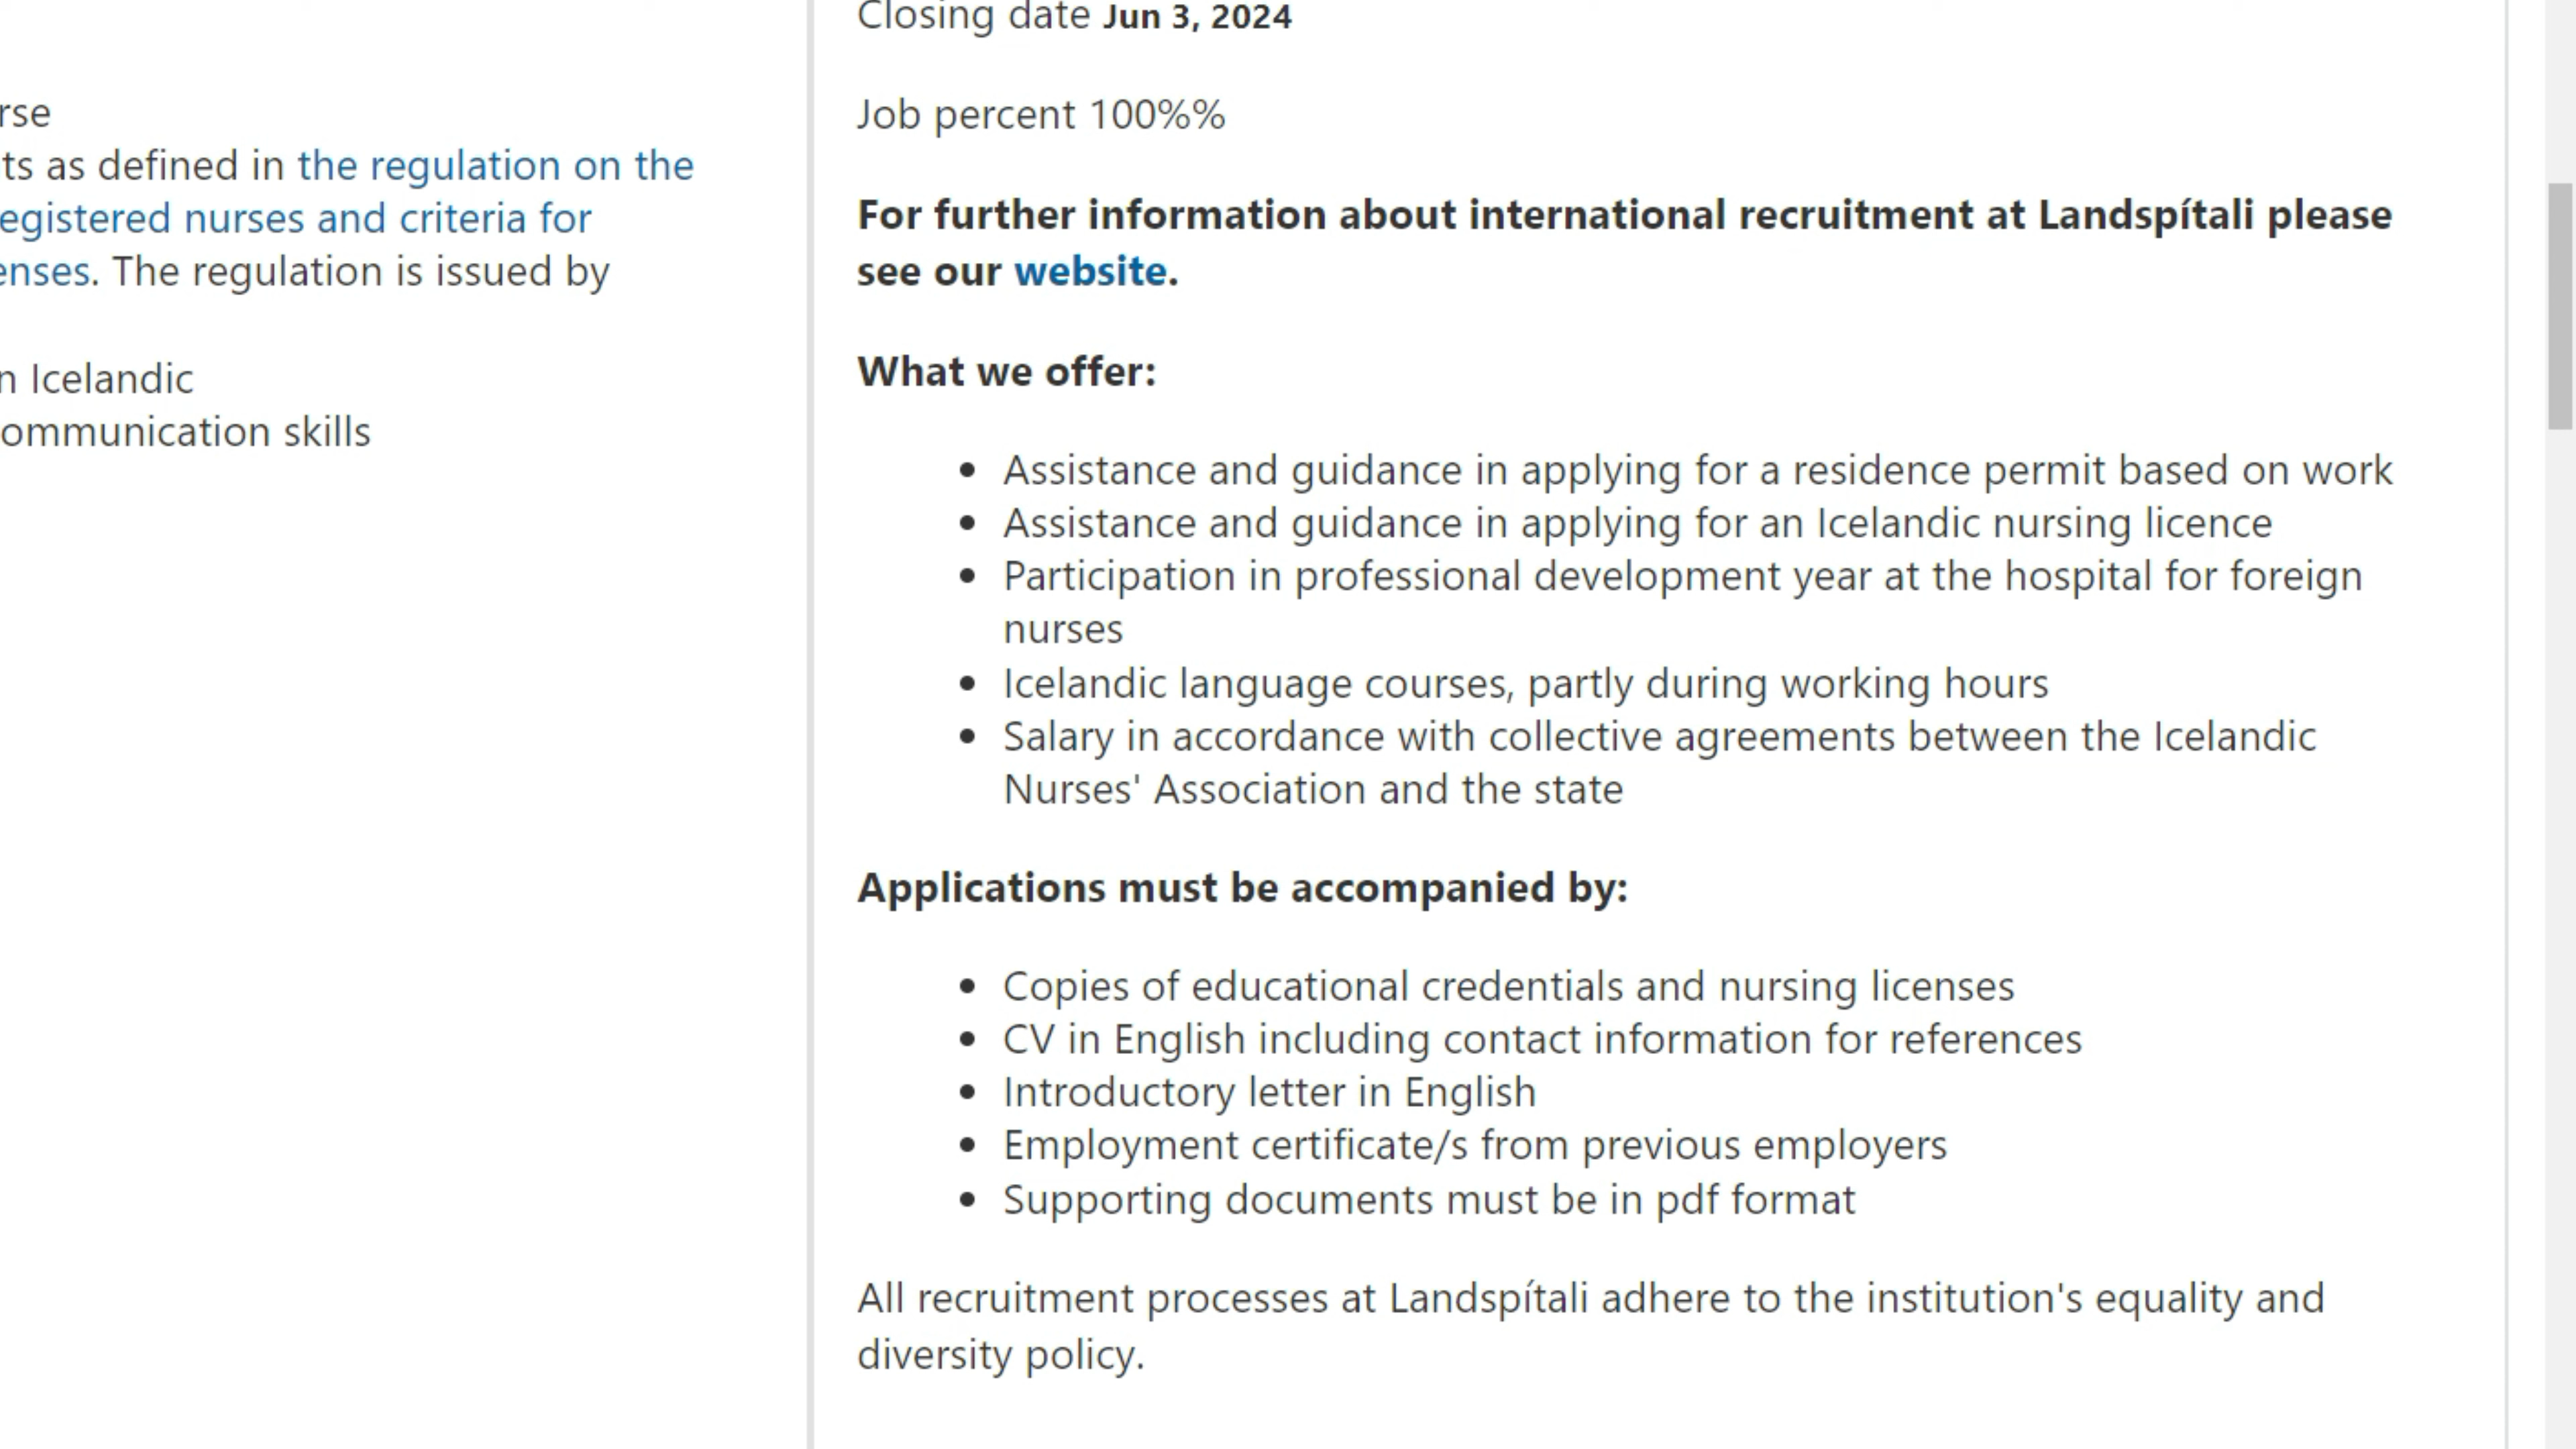 rse
ts as defined in the regulation on the
egistered nurses and criteria for
enses. The regulation is issued by
n Icelandic
ommunication skills
Closing date Jun 3, 2024
Job percent 100%%
For further information about international recruitment at Landspítali please
see our website.
What we offer:
• Assistance and guidance in applying for a residence permit based on work
• Assistance and guidance in applying for an Icelandic nursing licence
• Participation in professional development year at the hospital for foreign
nurses
• Icelandic language courses, partly during working hours
• Salary in accordance with collective agreements between the Icelandic
Nurses' Association and the state
Applications must be accompanied by:
• Copies of educational credentials and nursing licenses
• CV in English including contact information for references
• Introductory letter in English
• Employment certificate/s from previous employers
• Supporting documents must be in pdf format
All recruitment processes at Landspítali adhere to the institution's equality and
diversity policy.